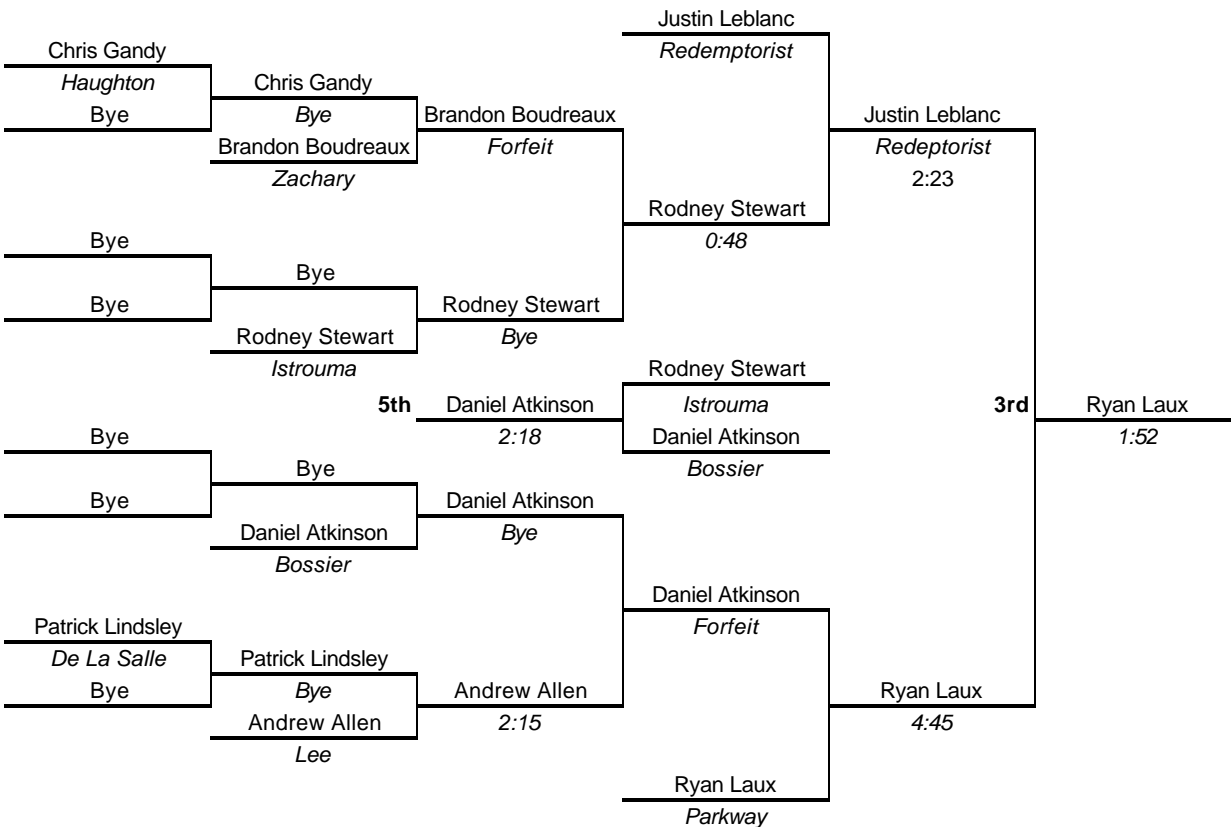 Justin Leblanc
Chris Gandy Redemptorist
Haughton Chris Gandy
Bye Bye Brandon Boudreaux Justin Leblanc
Brandon Boudreaux Forfeit Redeptorist
Zachary 2:23
Rodney Stewart
Bye 0:48
Bye
Bye Rodney Stewart
Rodney Stewart Bye
Istrouma Rodney Stewart
5th Daniel Atkinson Istrouma 3rd Ryan Laux
Bye 2:18 Daniel Atkinson 1:52
Bye Bossier
Bye Daniel Atkinson
Daniel Atkinson Bye
Bossier
Daniel Atkinson
Patrick Lindsley Forfeit
De La Salle Patrick Lindsley
Bye Bye Andrew Allen Ryan Laux
Andrew Allen 2:15 4:45
Lee
Ryan Laux
Parkway